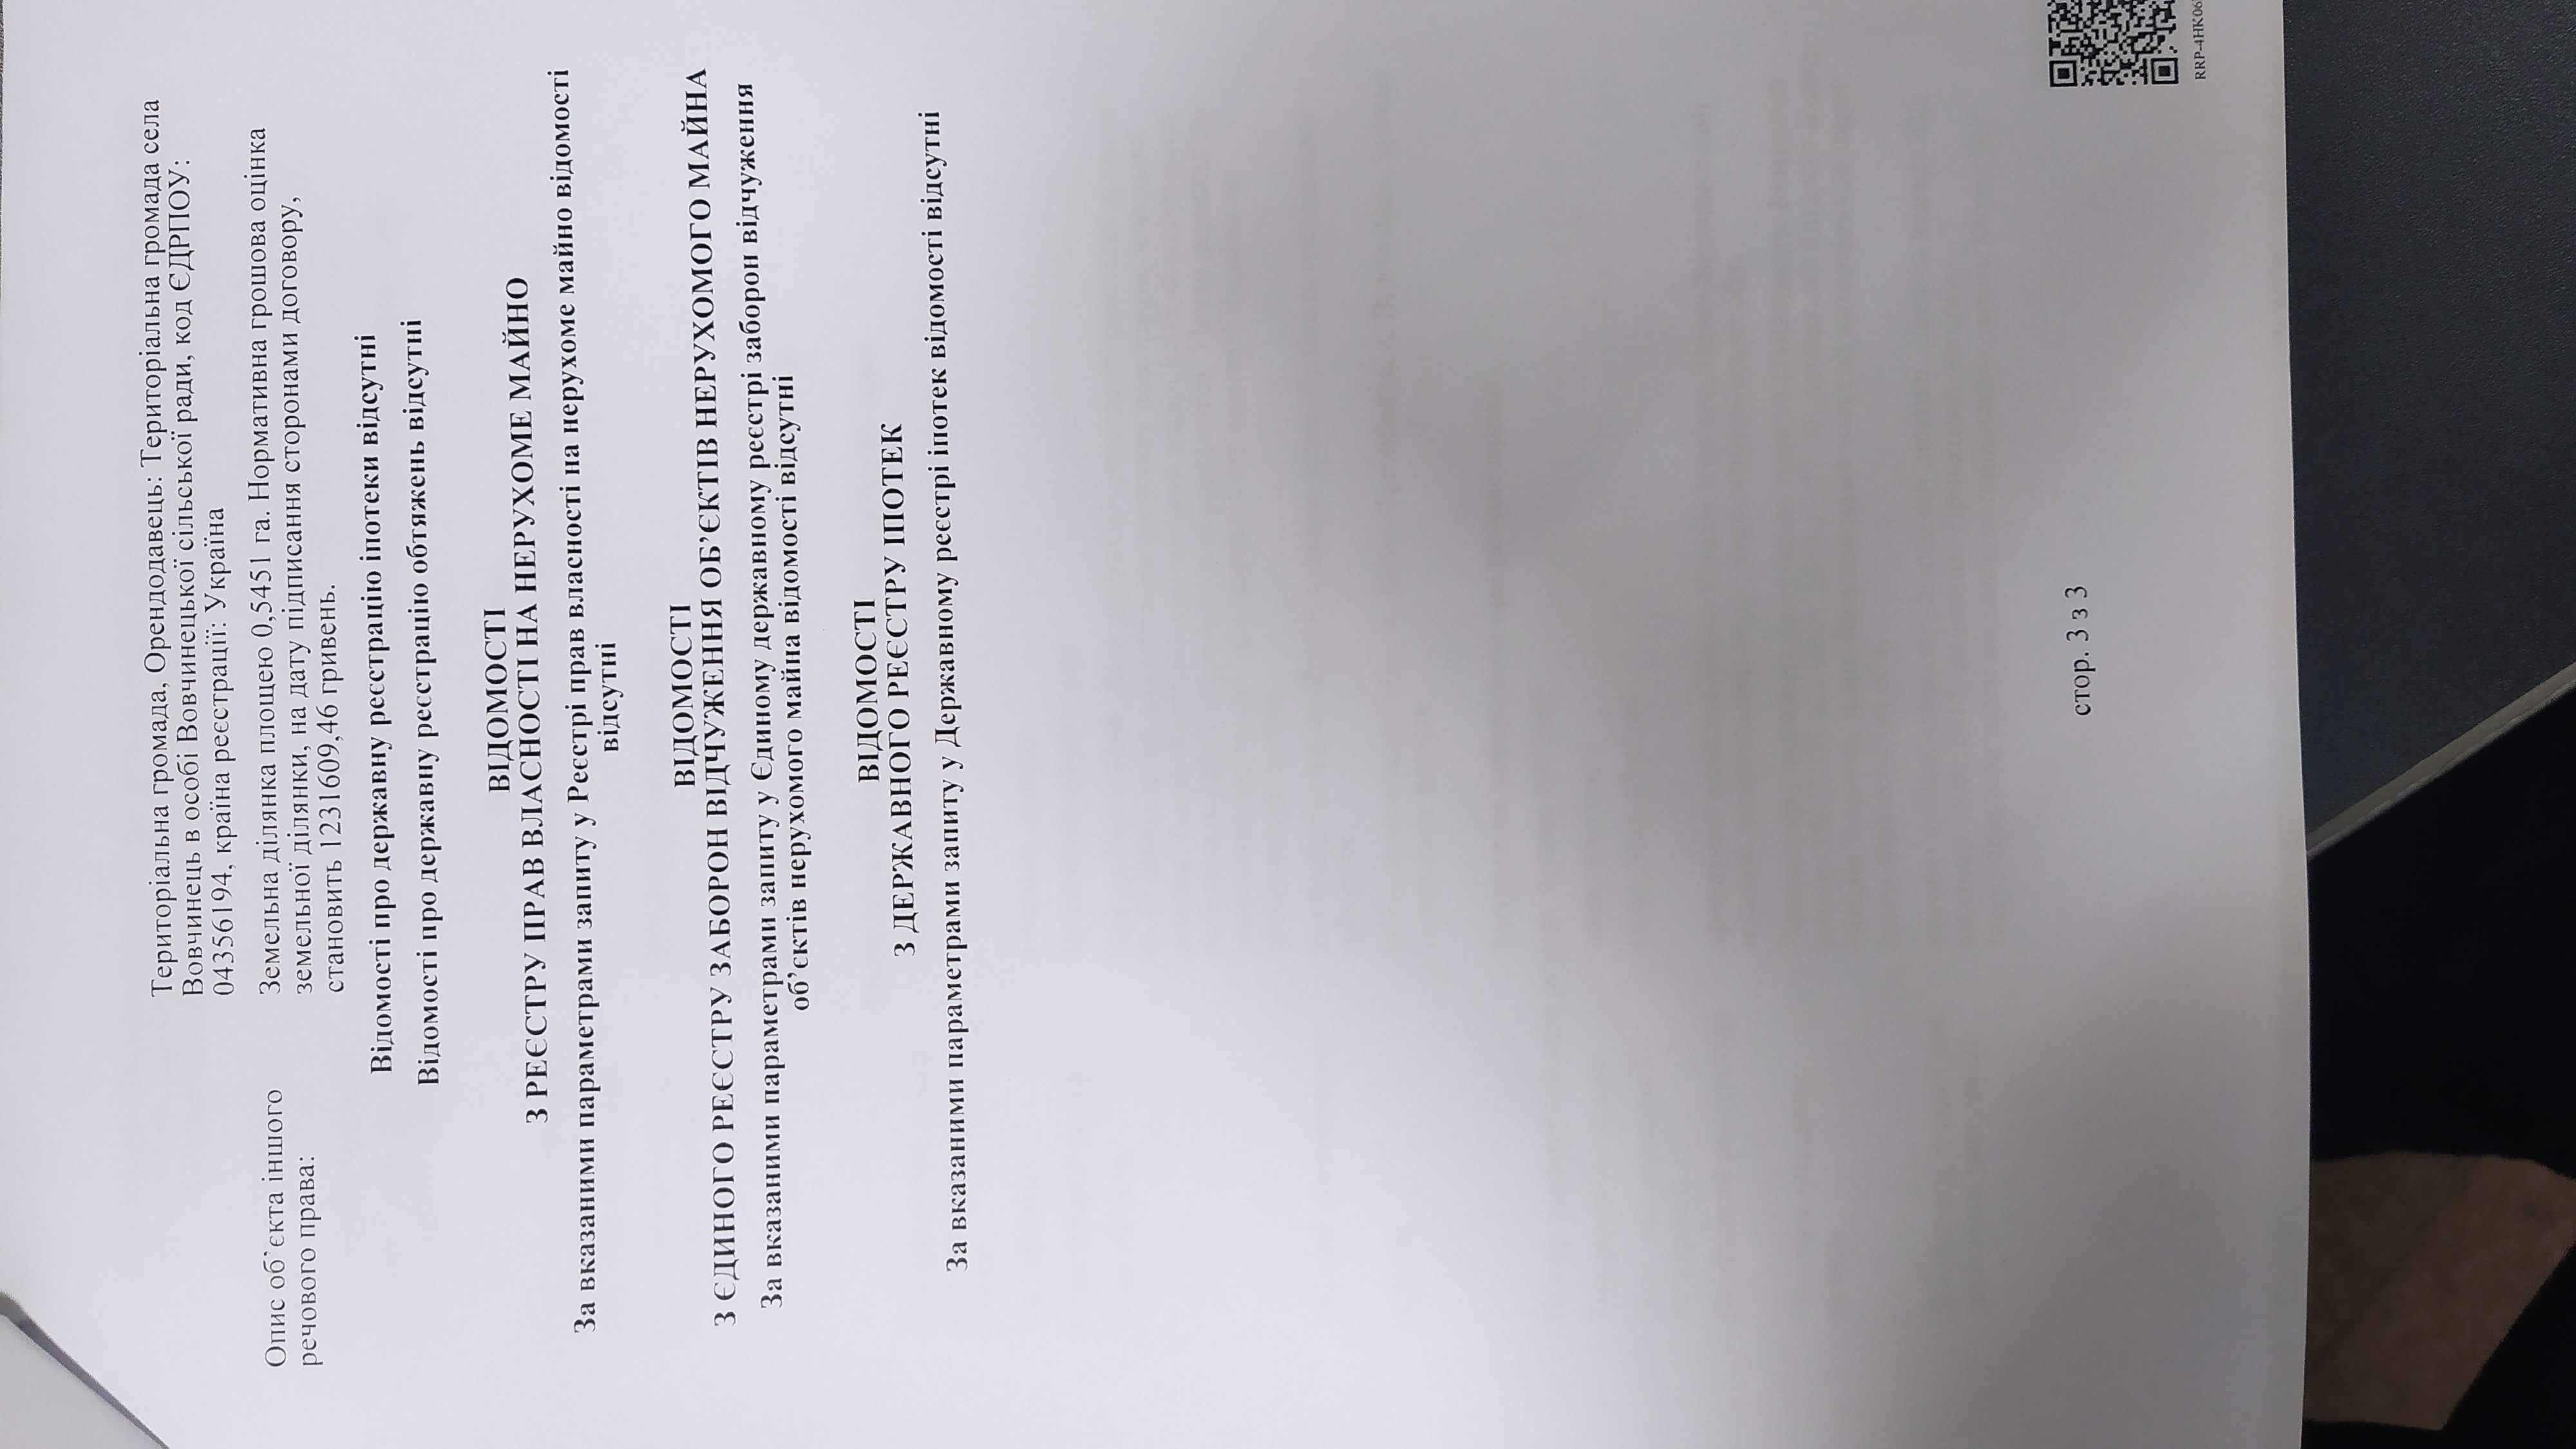 Територіальна громада, Орендодавець: Територіальна громада села
Вовчинець в особі Вовчинецької сільської ради, код ЄДРПОУ:
04356194, країна реєстрації: Україна
Опис об'єкта іншого
речового права:
Земельна ділянка площею 0,5451 га. Нормативна грошова оцінка
земельної ділянки, на дату підписання сторонами договору,
становить 1231609,46 гривень.
Відомості про державну реєстрацію іпотеки відсутні
Відомості про державну реєстрацію обтяжень відсутні
ВІДОМОСТІ
З РЕЄСТРУ ПРАВ ВЛАСНОСТІ НА НЕРУХОМЕ МАЙНО
За вказаними параметрами запиту у Реєстрі прав власності на нерухоме майно відомості
відсутні
ВІДОМОСТІ
З ЄДИНОГО РЕЄСТРУ ЗАБОРОН ВІДЧУЖЕННЯ ОБ'ЄКТІВ НЕРУХОМОГО МАЙНА
За вказаними параметрами запиту у Єдиному державному реєстрі заборон відчуження
об'єктів нерухомого майна відомості відсутні
ВІДОМОСТІ
З ДЕРЖАВНОГО РЕЄСТРУ ІПОТЕК
За вказаними параметрами запиту у Державному реєстрі іпотек відомості відсутні
стор. 3 з 3
RRP-4HK06